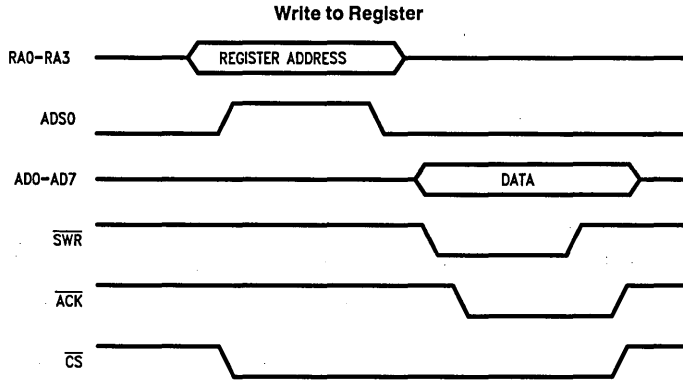 Write to Register
RA0-RA3
REGISTER ADDRESS
ADS0
AD0-AD7
DATA
SWR
ACK
CS